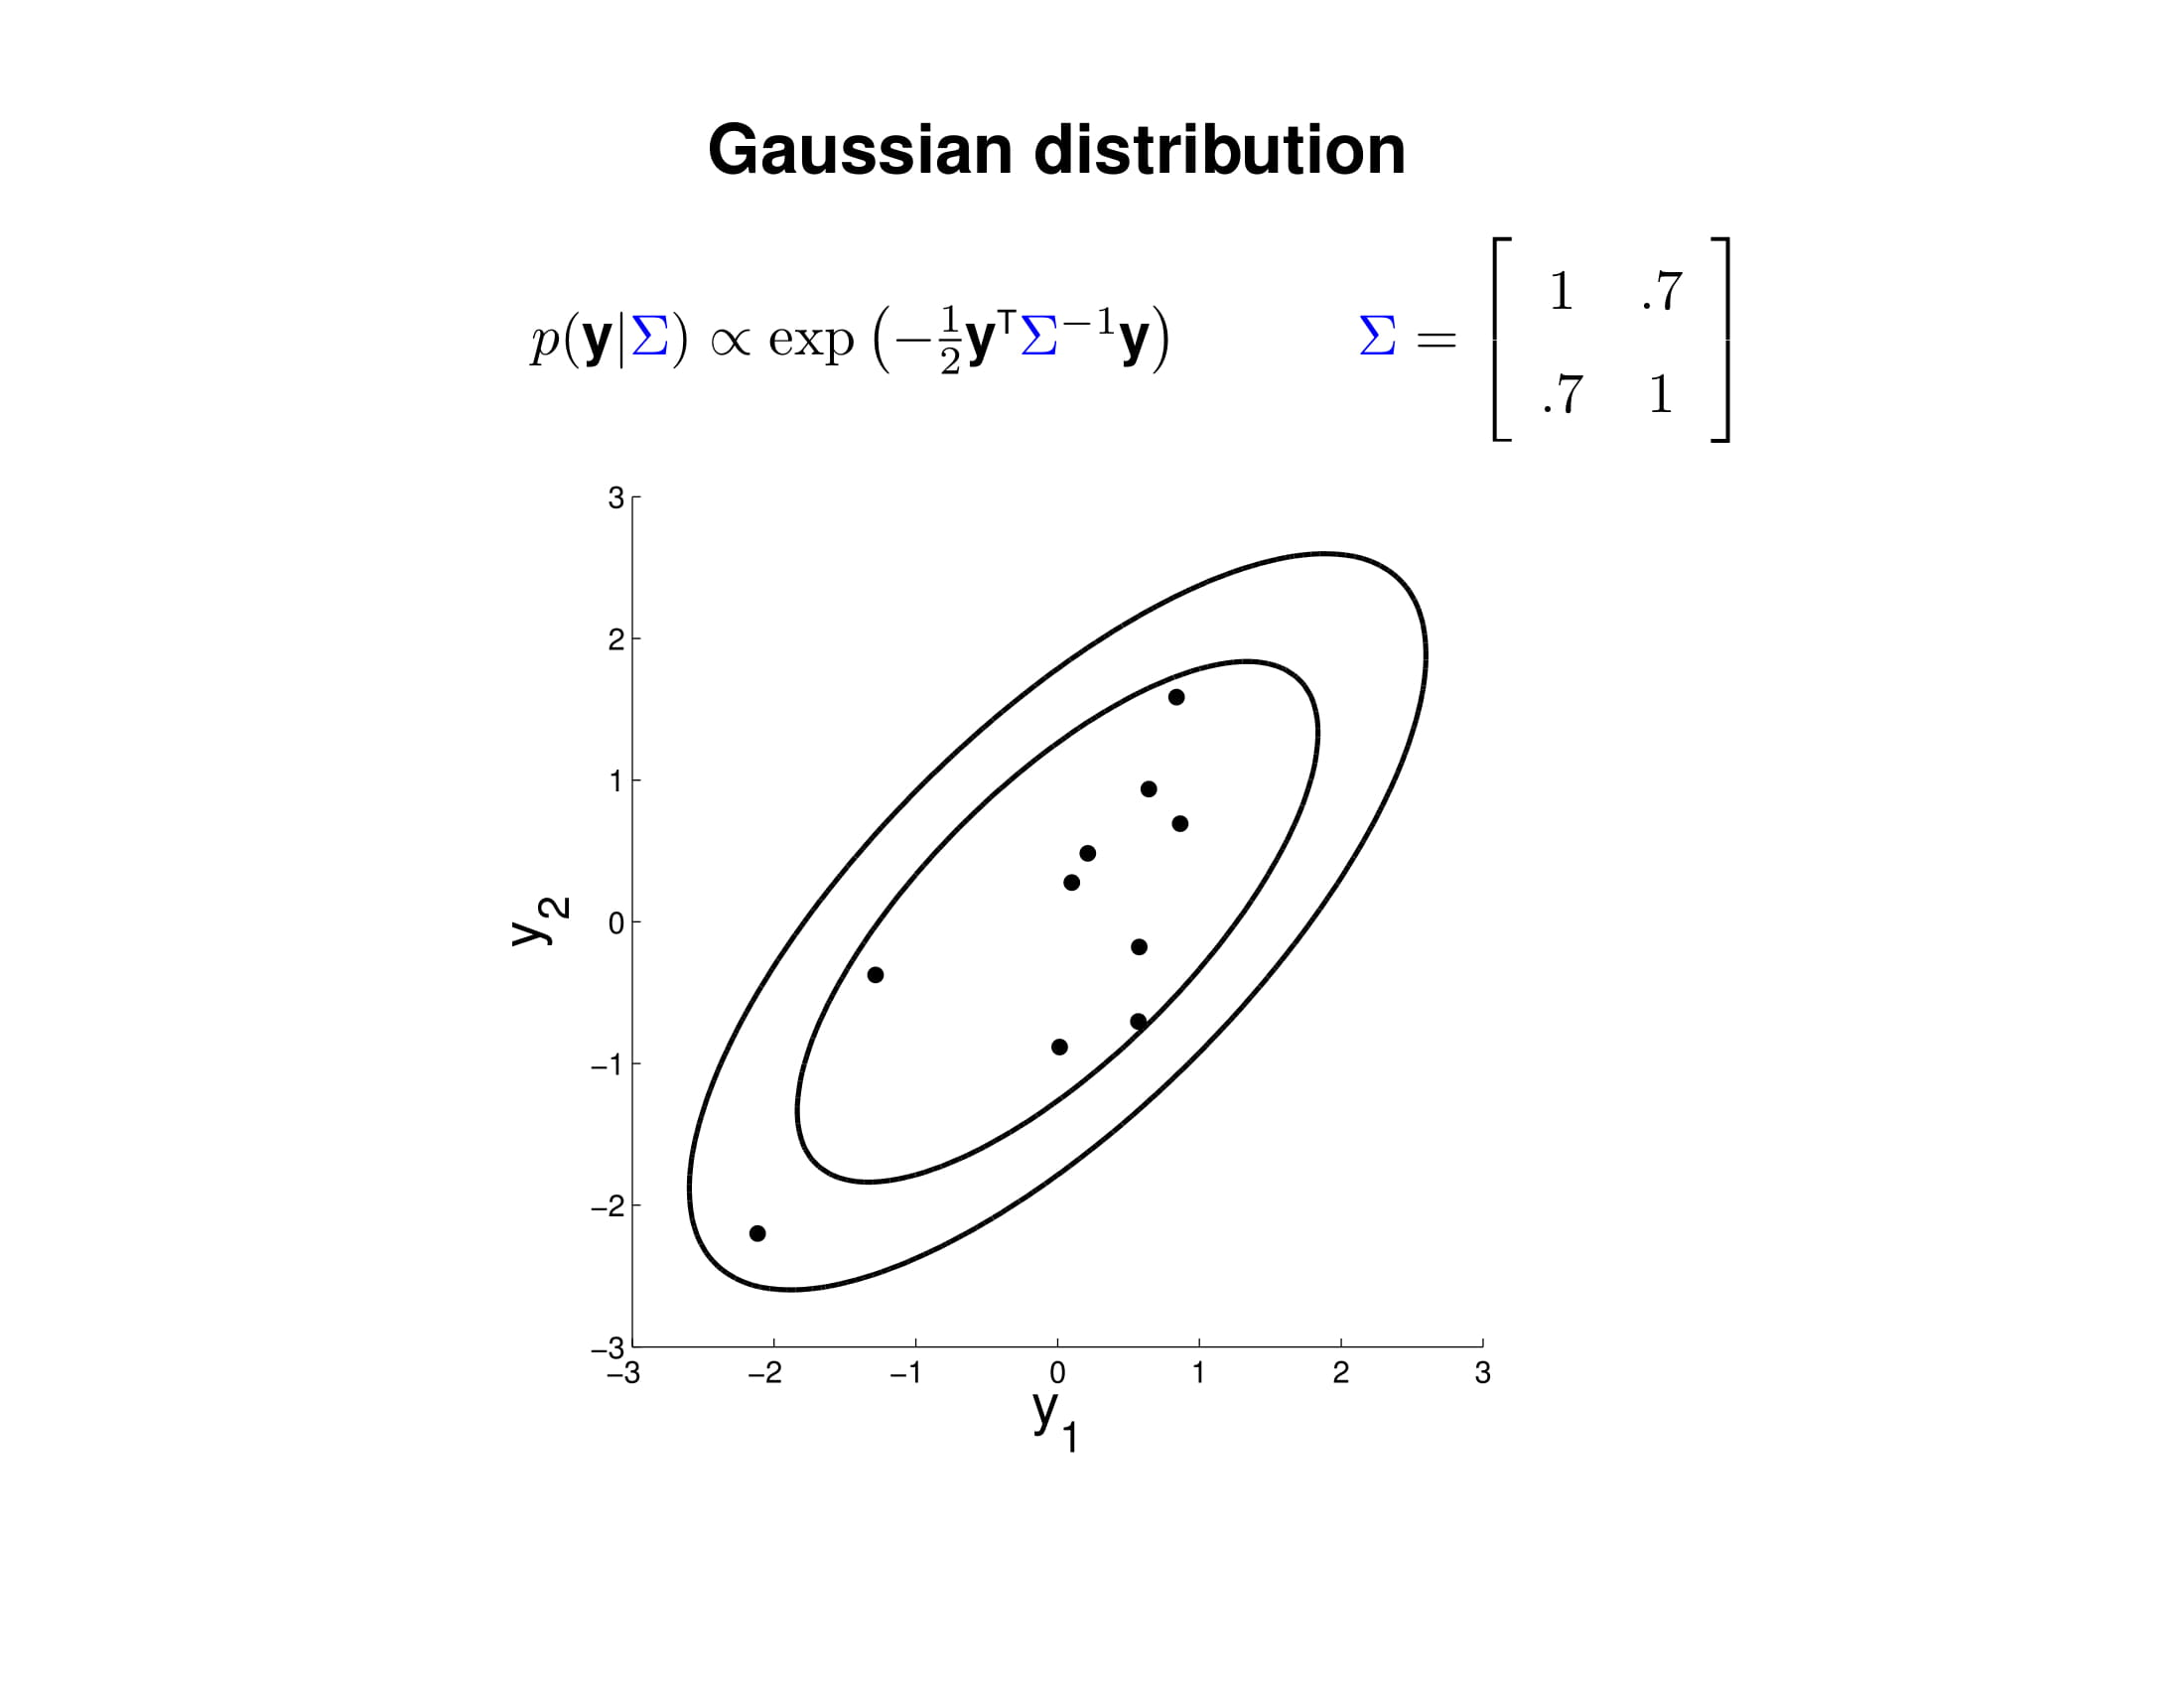 Gaussian distribution
p(y|Σ) ∝ exp (−½yᵀΣ⁻¹y)
Σ = [ 1 .7
.7 1 ]
3
2
1
0
−1
−2
−3
y₂
−3 −2 −1 0 1 2 3
y₁